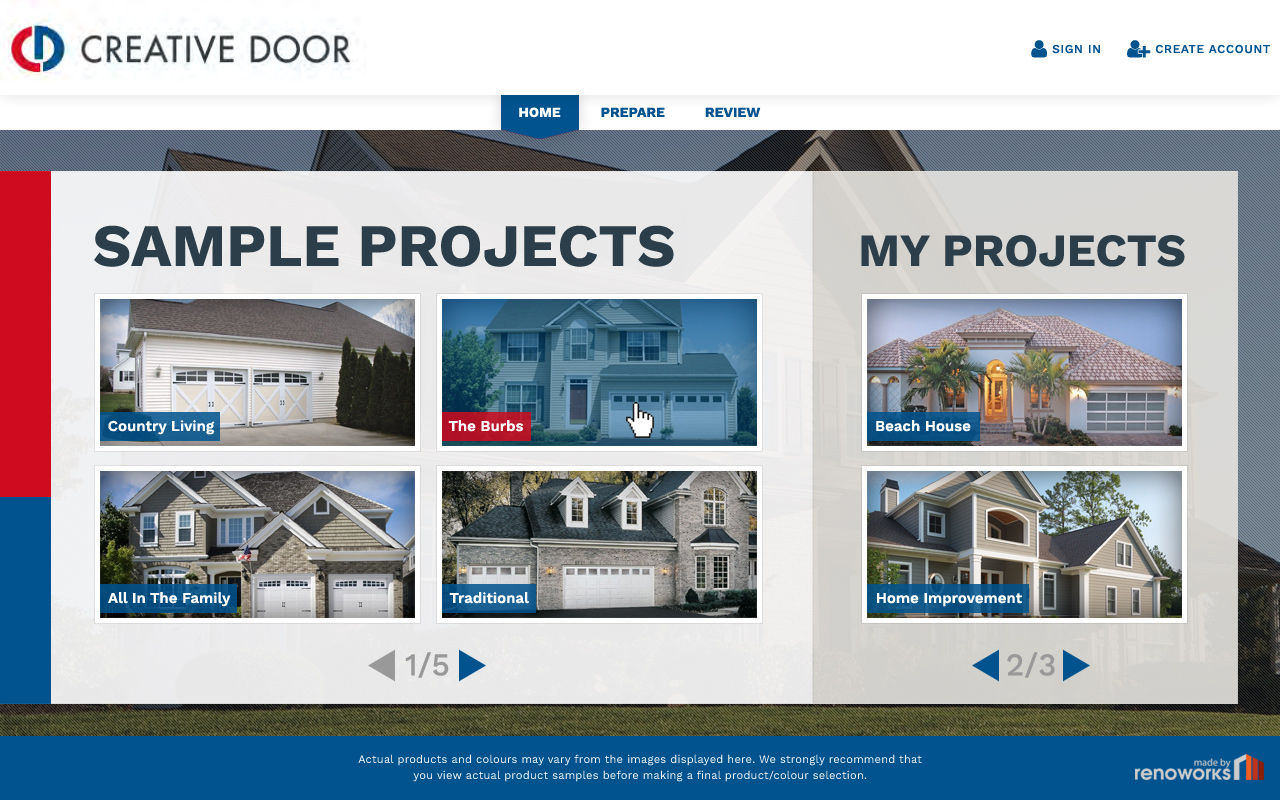 CREATIVE DOOR
SIGN IN
CREATE ACCOUNT
HOME
PREPARE
REVIEW
SAMPLE PROJECTS
Country Living
The Burbs
All In The Family
Traditional
1/5
MY PROJECTS
Beach House
Home Improvement
2/3
Actual products and colours may vary from the images displayed here. We strongly recommend that
you view actual product samples before making a final product/colour selection.
made by
renoworks